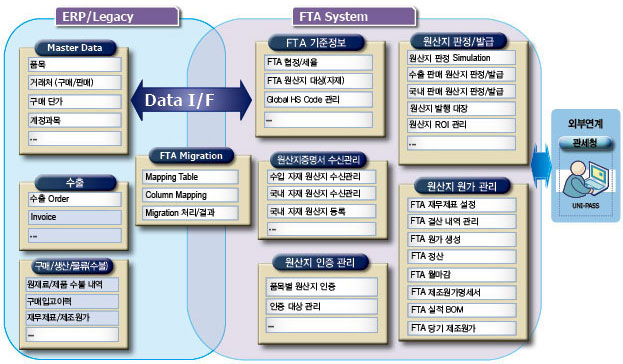 ERP/Legacy
Master Data
품목
거래처 (구매/판매)
구매 단가
계정과목
...
수출
수출 Order
Invoice
...
구매/생산/물류(수불)
원재료/제품 수불 내역
구매입고이력
재무제표/제조원가
Data I/F
FTA Migration
Mapping Table
Column Mapping
Migration 처리/결과
FTA System
FTA 기준정보
FTA 협정/세율
FTA 원산지 대상(자재)
Global HS Code 관리
...
원산지증명서 수신관리
수입 자재 원산지 수신관리
국내 자재 원산지 수신관리
국내 자재 원산지 등록
...
원산지 인증 관리
품목별 원산지 인증
인증 대상 관리
...
원산지 판정/발급
원산지 판정 Simulation
수출 판매 원산지 판정/발급
국내 판매 원산지 판정/발급
원산지 발행 대장
원산지 ROI 관리
...
원산지 원가 관리
FTA 재무제표 설정
FTA 결산 내역 관리
FTA 원가 생성
FTA 정산
FTA 월마감
FTA 제조원가명세서
FTA 실적 BOM
FTA 당기 제조원가
외부연계
관세청
UNI-PASS